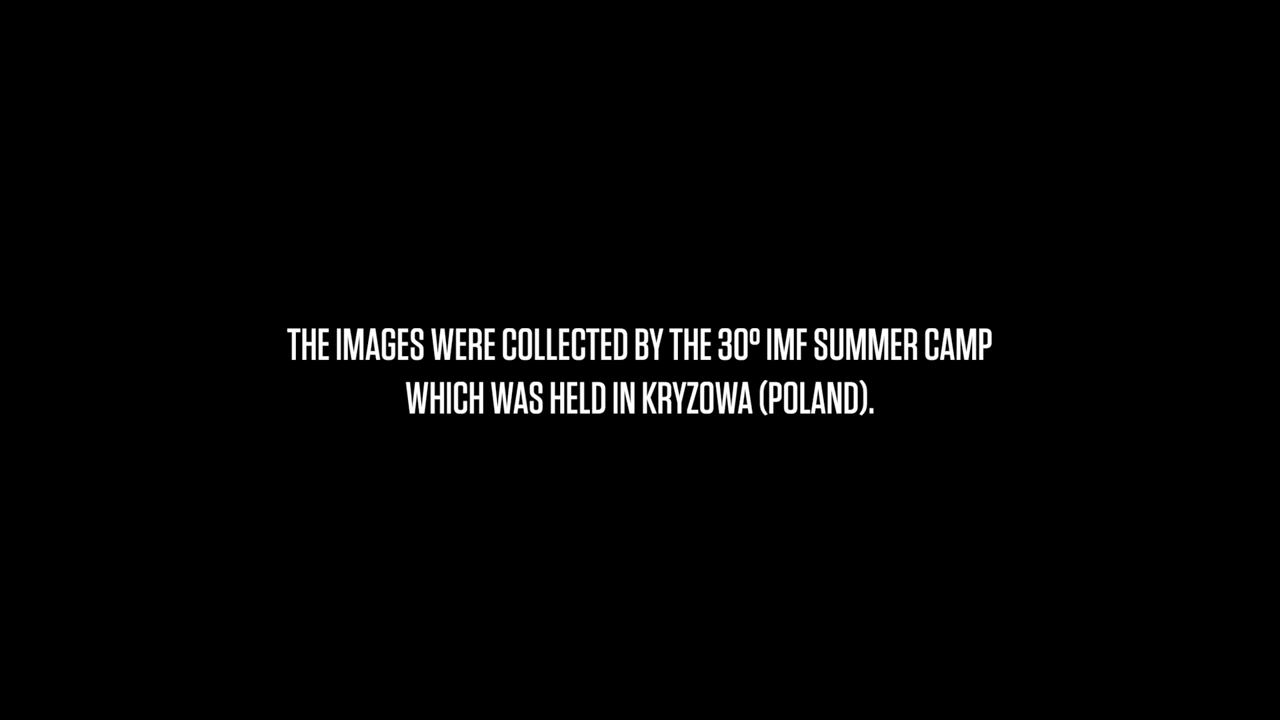 THE IMAGES WERE COLLECTED BY THE 30º IMF SUMMER CAMP
WHICH WAS HELD IN KRYZOWA (POLAND).